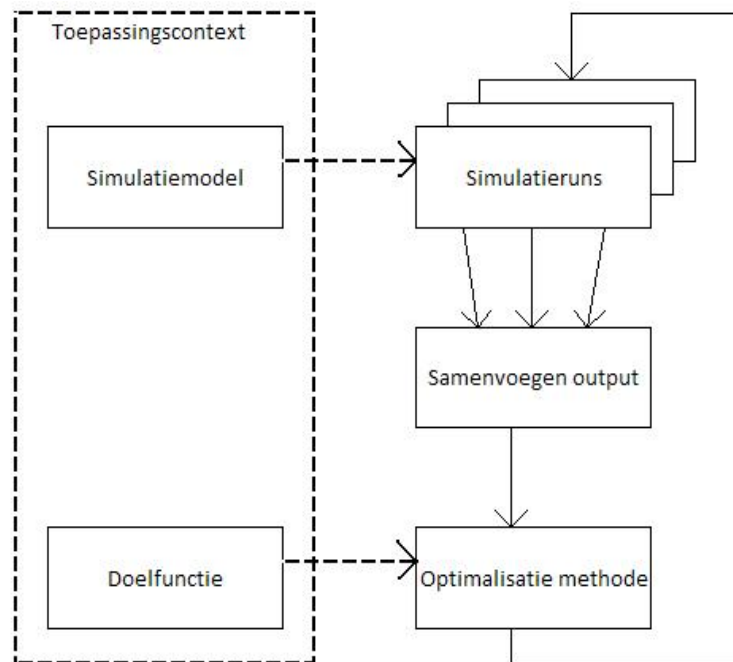 Toepassingscontext
Simulatiemodel
Simulatieruns
Samenvoegen output
Doelfunctie
Optimalisatie methode